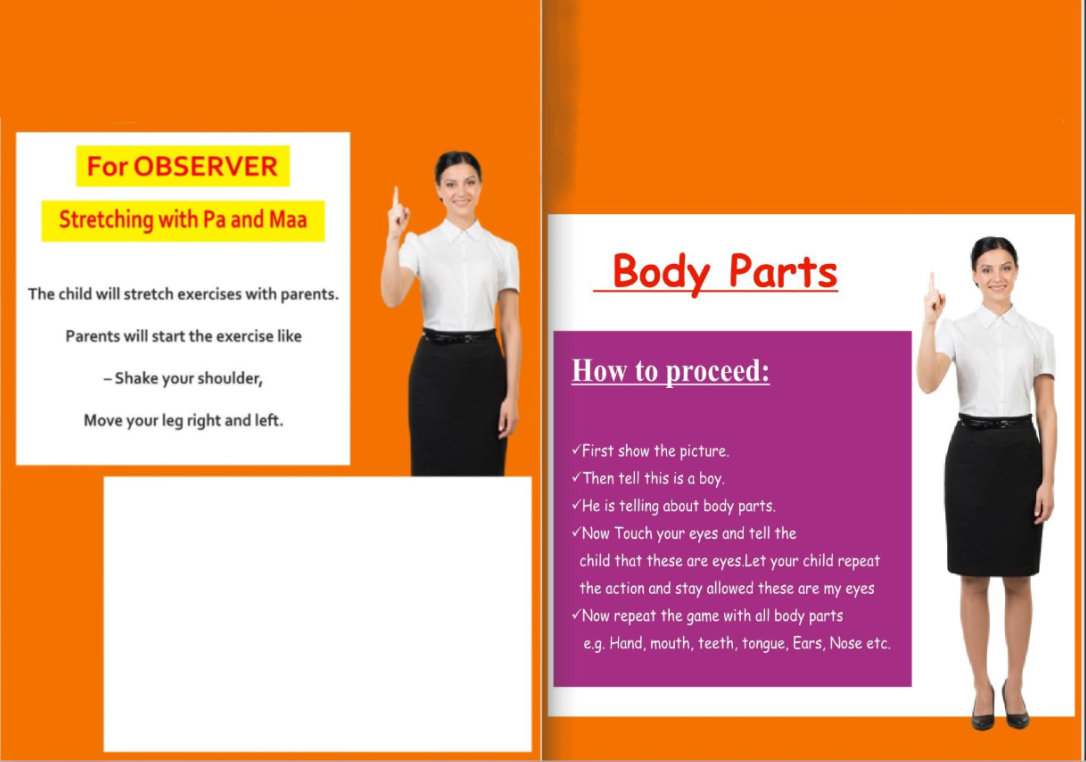 For OBSERVER
Stretching with Pa and Maa
The child will stretch exercises with parents.
Parents will start the exercise like
– Shake your shoulder,
Move your leg right and left.
Body Parts
How to proceed:
✓First show the picture.
✓Then tell this is a boy.
✓He is telling about body parts.
✓Now Touch your eyes and tell the
child that these are eyes.Let your child repeat
the action and stay allowed these are my eyes
✓Now repeat the game with all body parts
e.g. Hand, mouth, teeth, tongue, Ears, Nose etc.